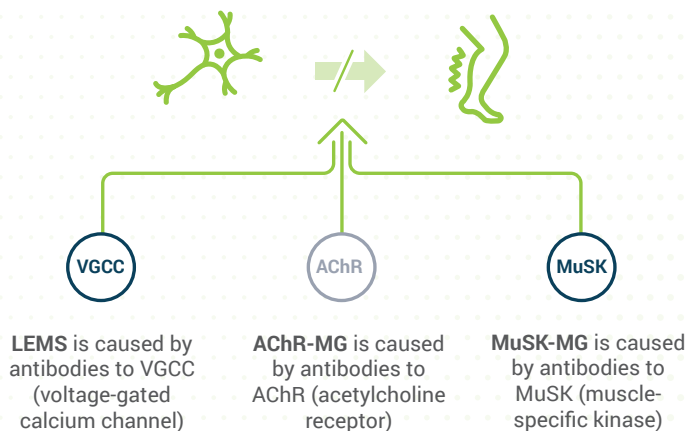 VGCC
AChR
MuSK
LEMS is caused by
antibodies to VGCC
(voltage-gated
calcium channel)
AChR-MG is caused
by antibodies to
AChR (acetylcholine
receptor)
MuSK-MG is caused
by antibodies to
MuSK (muscle-
specific kinase)